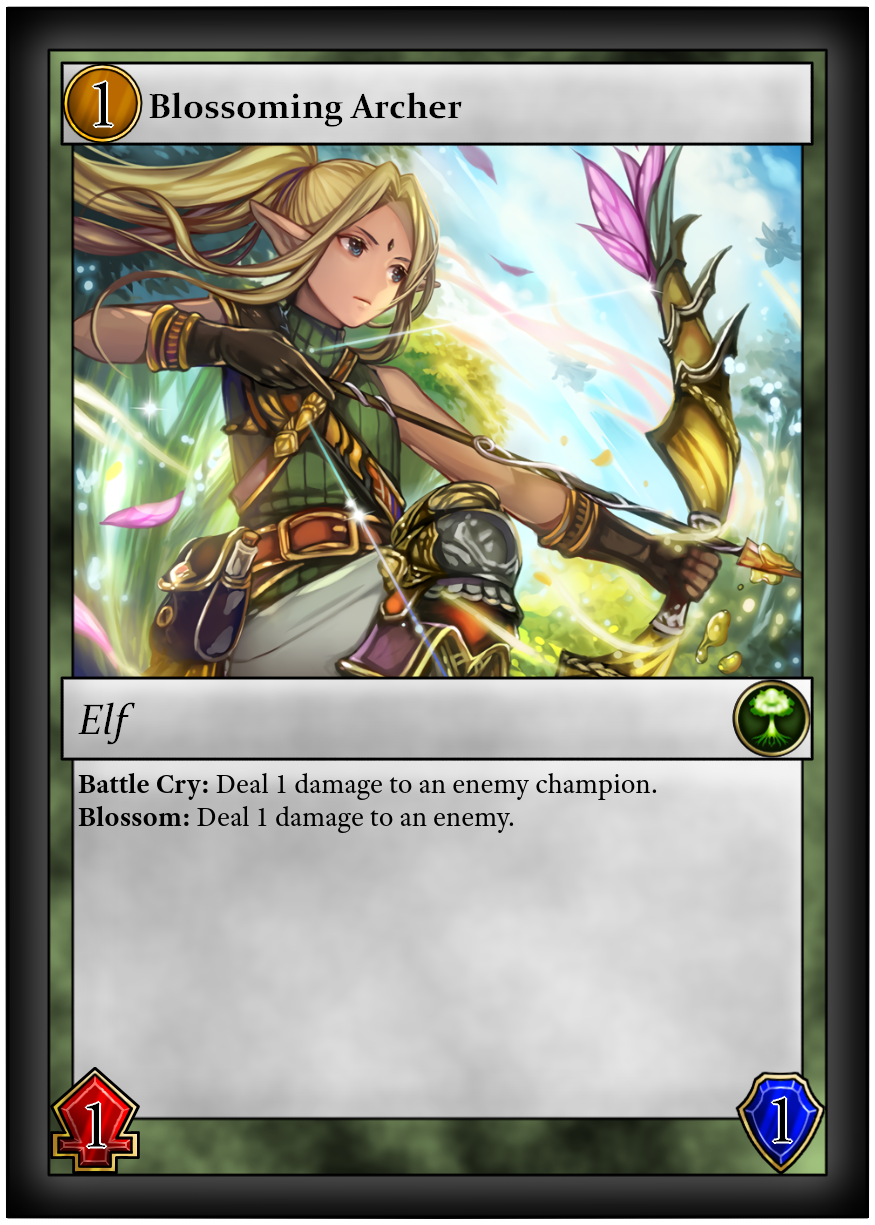 1 Blossoming Archer
Elf
Battle Cry: Deal 1 damage to an enemy champion.
Blossom: Deal 1 damage to an enemy.
1 1